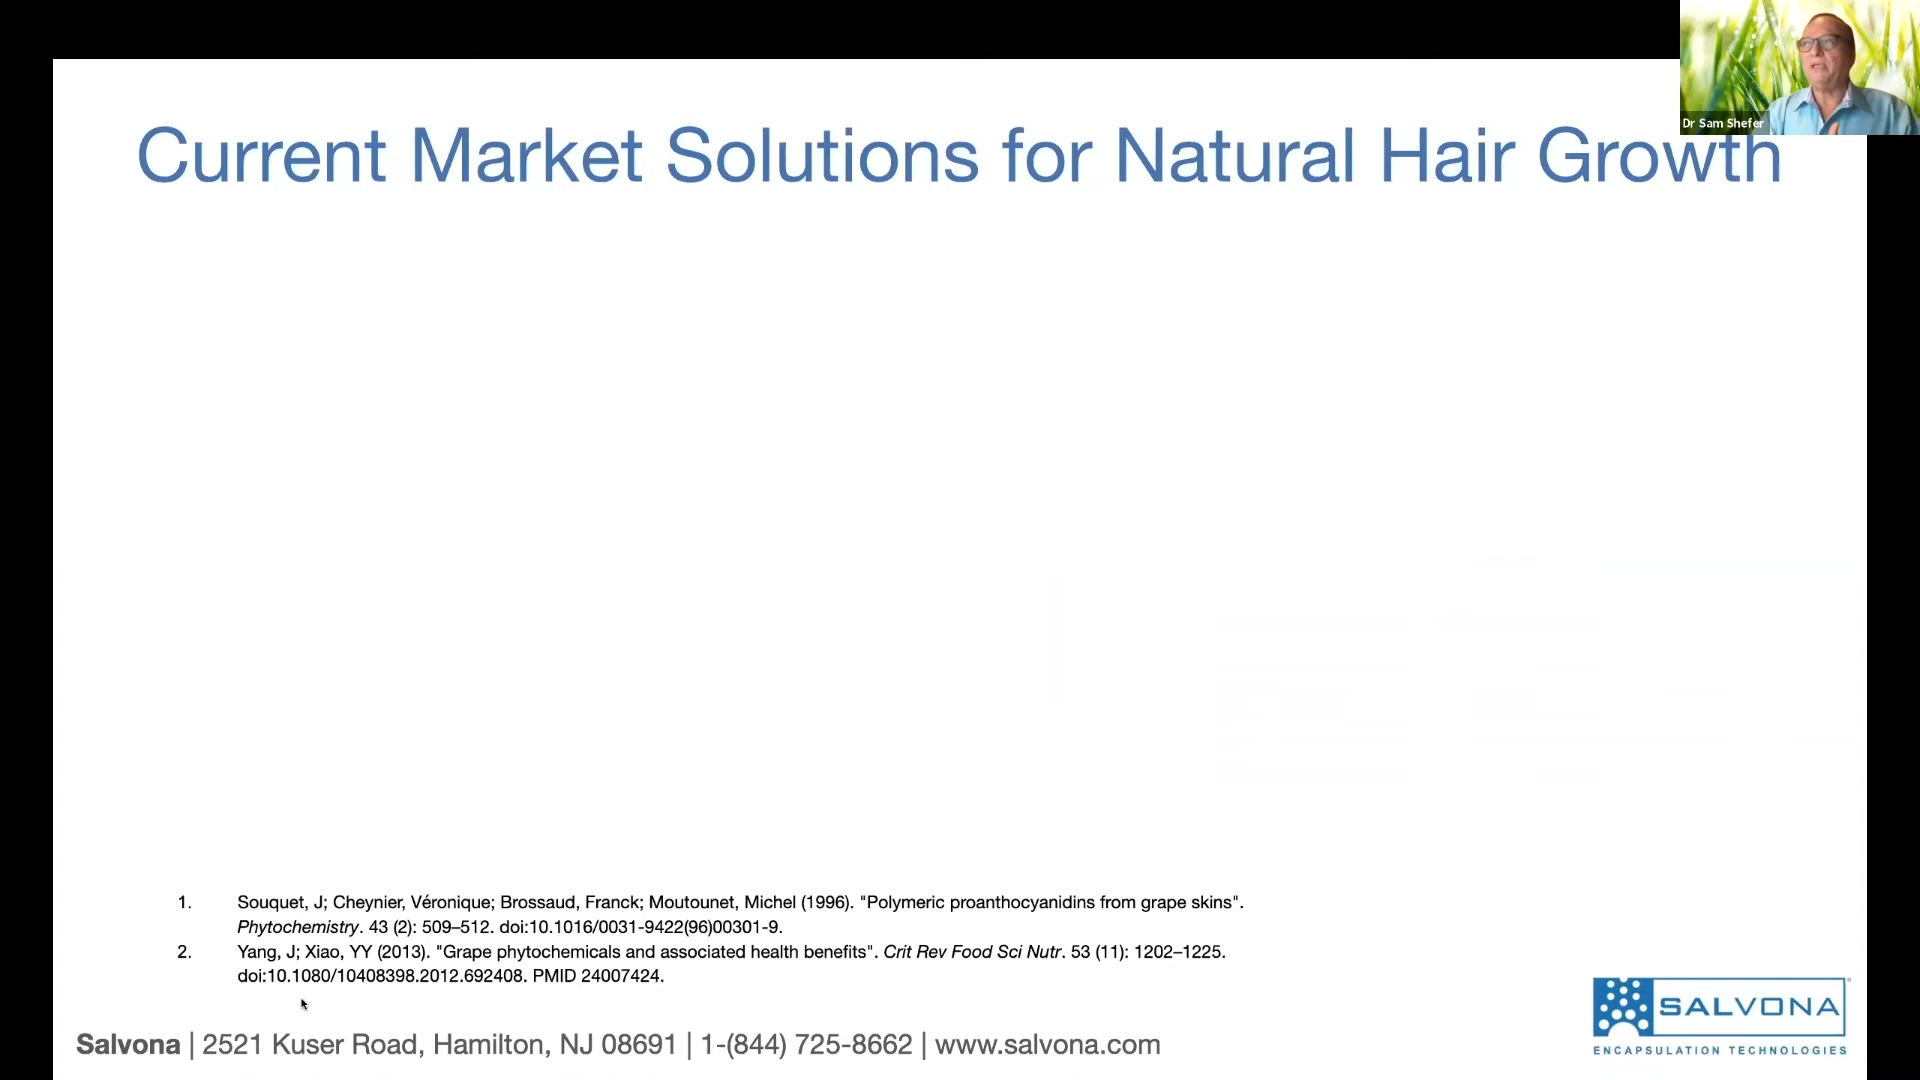 Dr Sam Shefer
Current Market Solutions for Natural Hair Growth
1. Souquet, J; Cheynier, Véronique; Brossaud, Franck; Moutounet, Michel (1996). "Polymeric proanthocyanidins from grape skins".
Phytochemistry. 43 (2): 509–512. doi:10.1016/0031-9422(96)00301-9.
2. Yang, J; Xiao, YY (2013). "Grape phytochemicals and associated health benefits". Crit Rev Food Sci Nutr. 53 (11): 1202–1225.
doi:10.1080/10408398.2012.692408. PMID 24007424.
SALVONA
ENCAPSULATION TECHNOLOGIES
Salvona | 2521 Kuser Road, Hamilton, NJ 08691 | 1-(844) 725-8662 | www.salvona.com